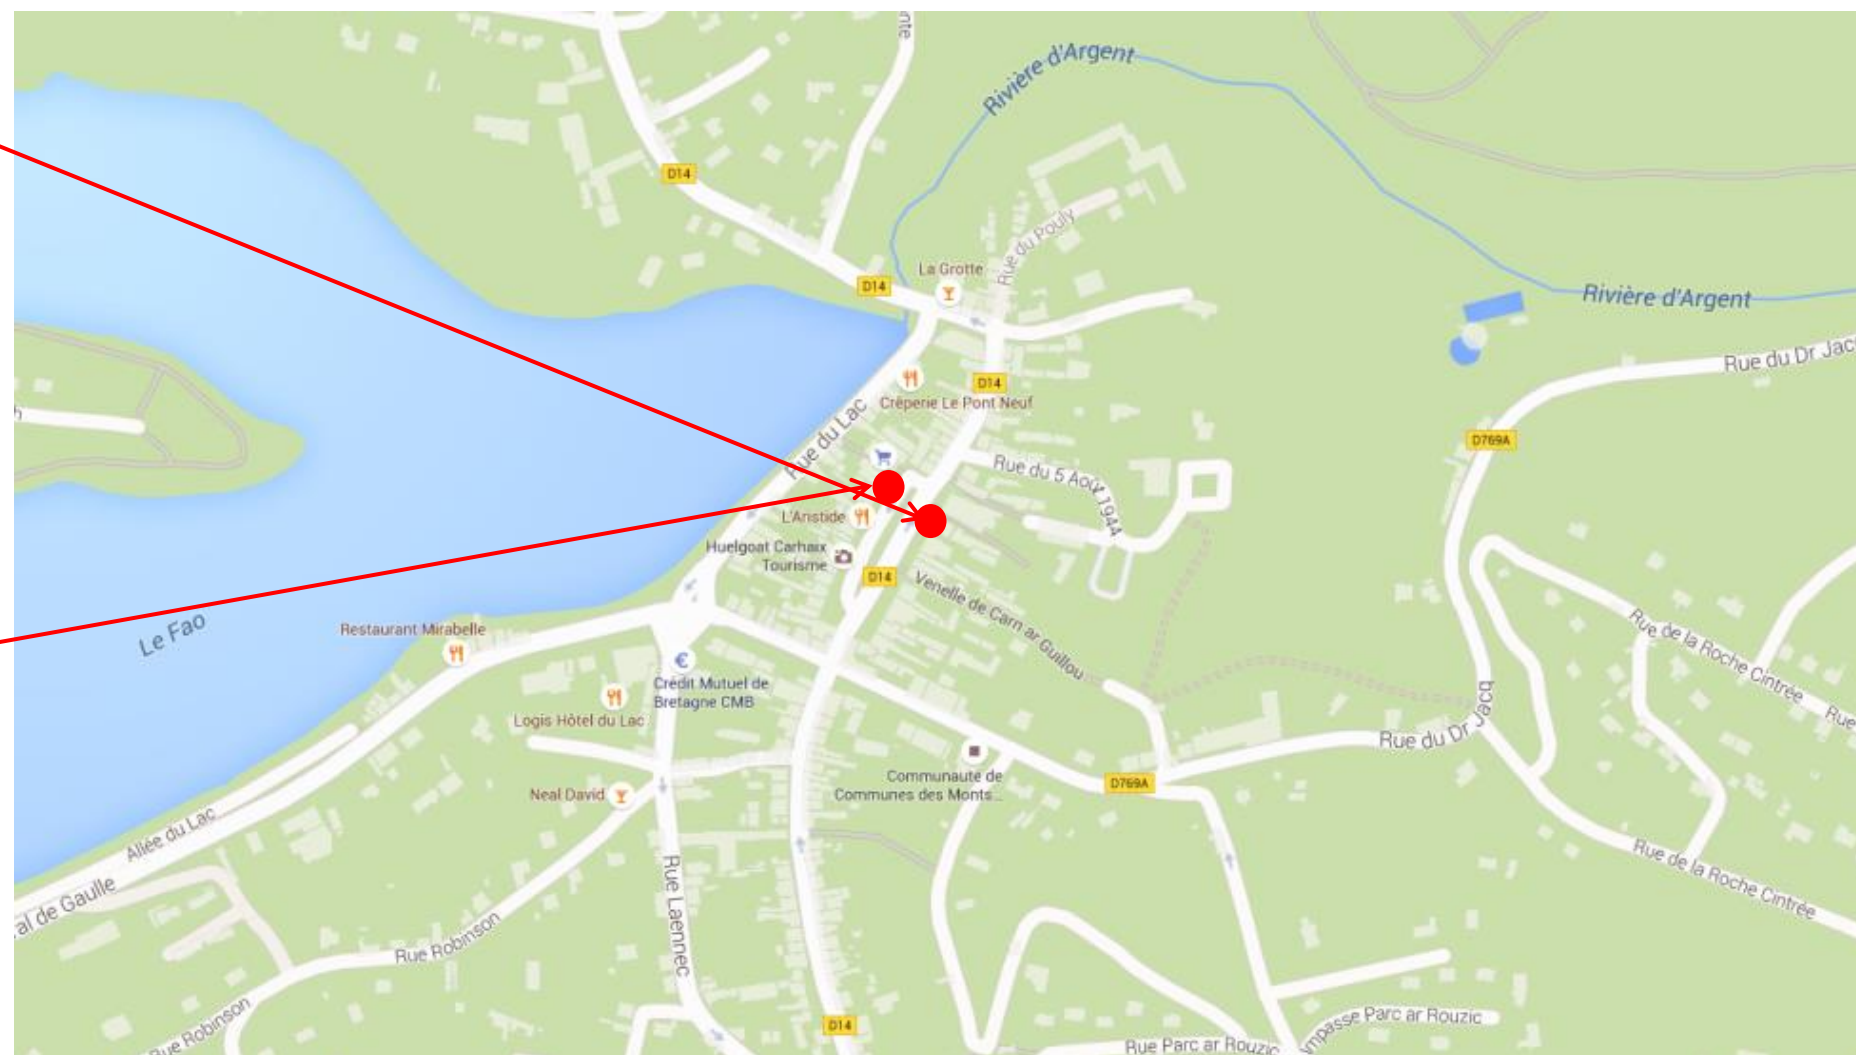 Rivière d'Argent
D14
Rue du Pouly
La Grotte
D14
Rivière d'Argent
Rue du Dr Jac
D14
Crêperie Le Pont Neuf
Rue du Lac
D769A
Rue du 5 Août 1944
L'Aristide
Huelgoat Carhaix
Tourisme
D14
Venelle de Carn ar Guillou
Le Fao
Restaurant Mirabelle
Rue de la Roche Cintrée
Crédit Mutuel de
Bretagne CMB
Logis Hôtel du Lac
Rue
Rue du Dr Jacq
Communauté de
Communes des Monts...
D769A
Neal David
Allée du Lac
Rue de la Roche Cintrée
al de Gaulle
Rue Laennec
Rue Robinson
D14
Rue Robinson
mpasse Parc ar Rouzic
Rue Parc ar Rouzic